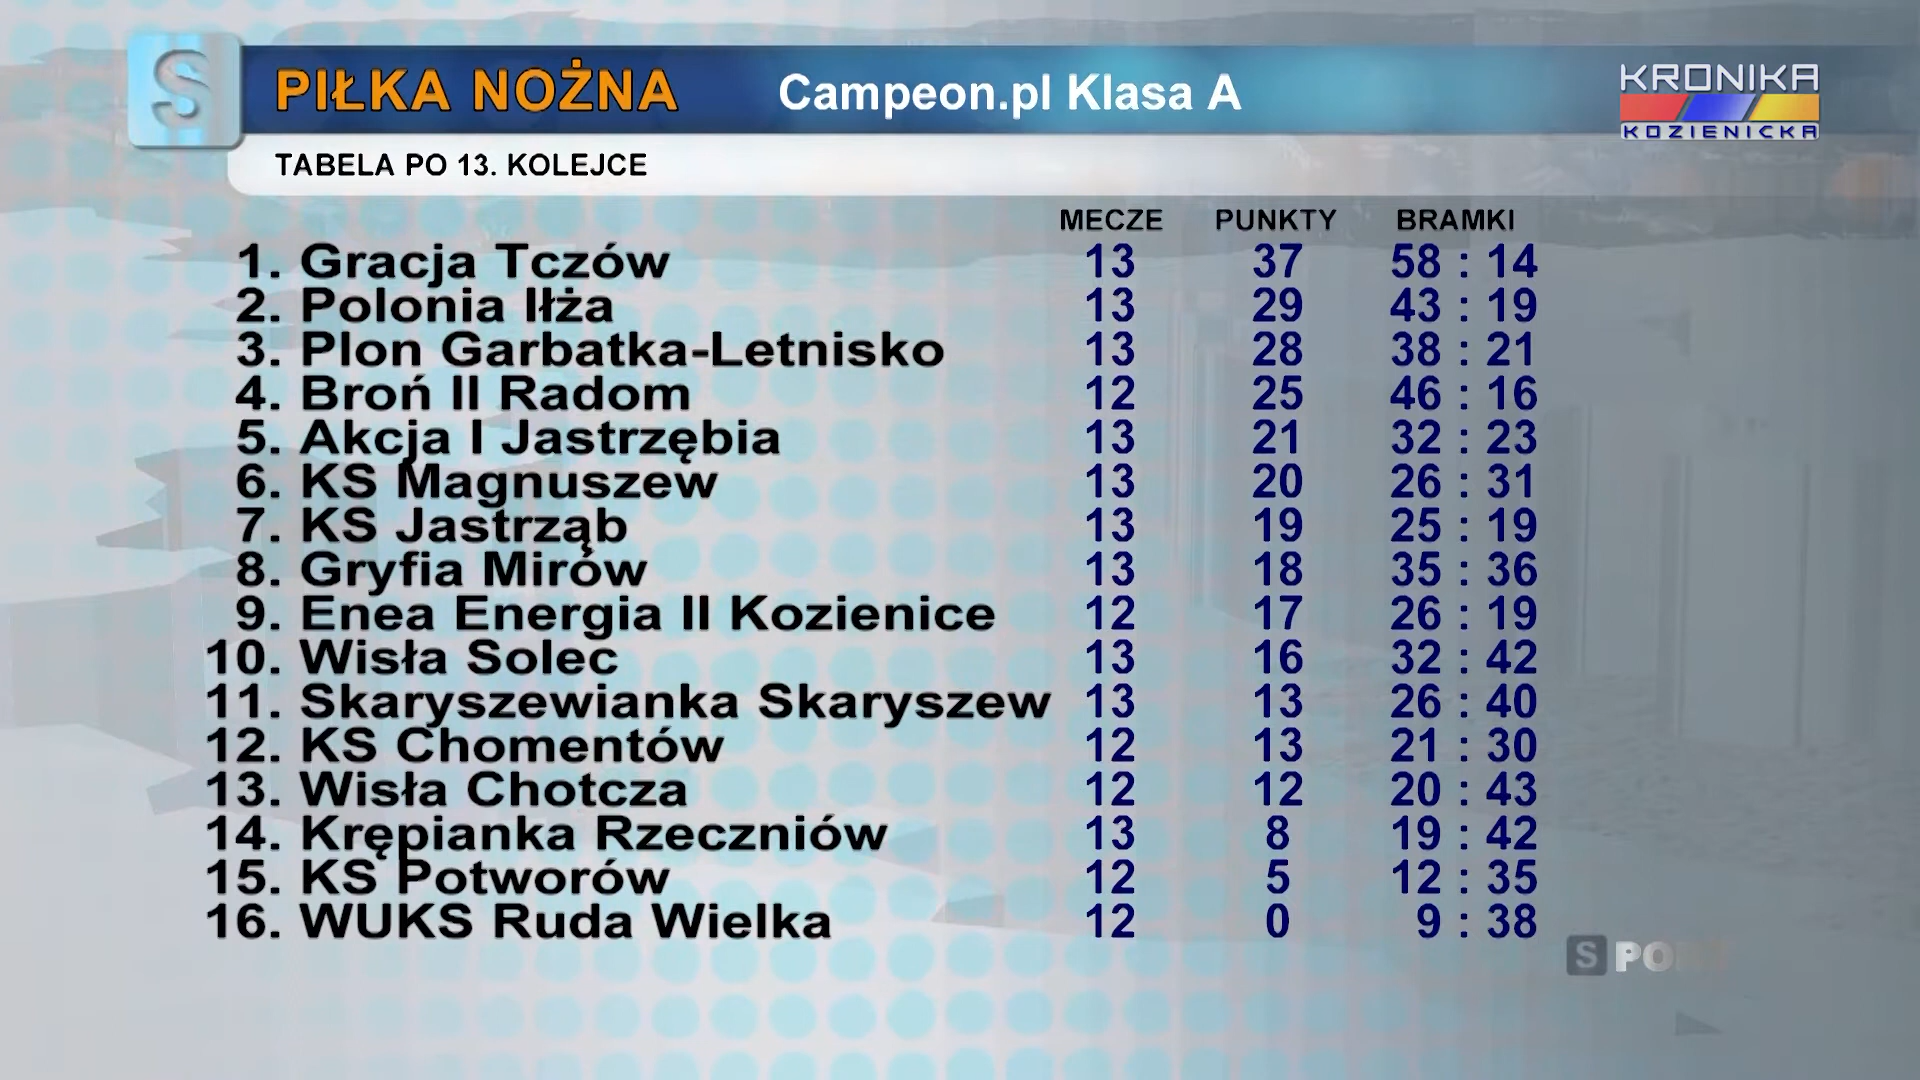 S PIŁKA NOŻNA Campeon.pl Klasa A
KRONIKA
KOZIENICKA
TABELA PO 13. KOLEJCE
MECZE PUNKTY BRAMKI
1. Gracja Tczów 13 37 58 : 14
2. Polonia Iłża 13 29 43 : 19
3. Plon Garbatka-Letnisko 13 28 38 : 21
4. Broń II Radom 12 25 46 : 16
5. Akcja I Jastrzębia 13 21 32 : 23
6. KS Magnuszew 13 20 26 : 31
7. KS Jastrząb 13 19 25 : 19
8. Gryfia Mirów 13 18 35 : 36
9. Enea Energia II Kozienice 12 17 26 : 19
10. Wisła Solec 13 16 32 : 42
11. Skaryszewianka Skaryszew 13 13 26 : 40
12. KS Chomentów 12 13 21 : 30
13. Wisła Chotcza 12 12 20 : 43
14. Krępianka Rzeczniów 13 8 19 : 42
15. KS Potworów 12 5 12 : 35
16. WUKS Ruda Wielka 12 0 9 : 38